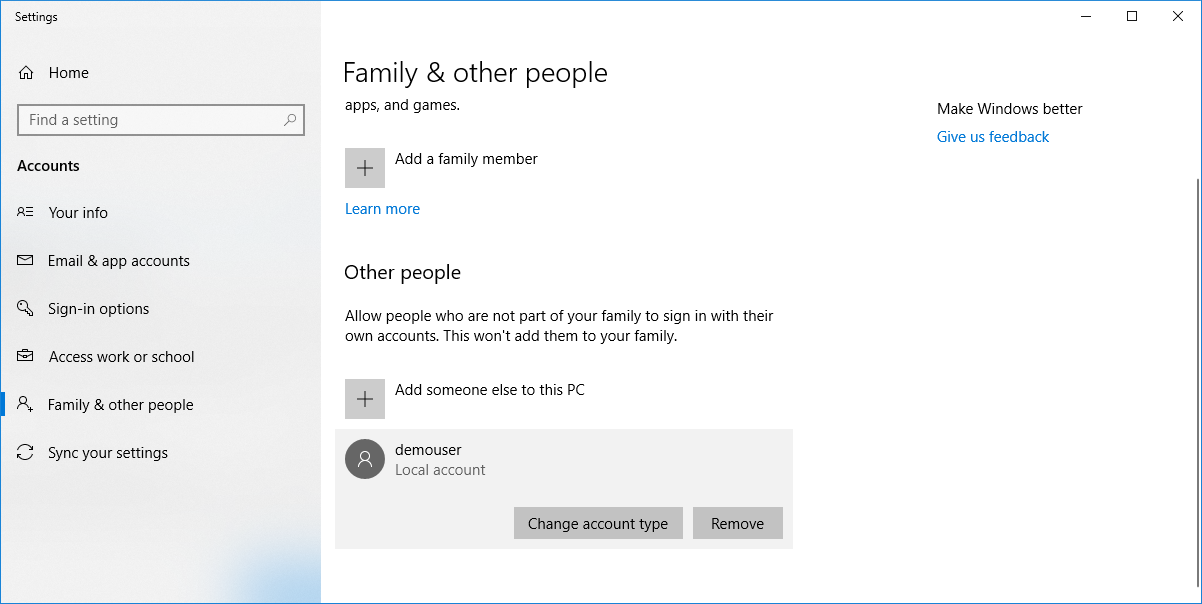 Settings
Home
Find a setting
Accounts
Your info
Email & app accounts
Sign-in options
Access work or school
Family & other people
Sync your settings
Family & other people
apps, and games.
Add a family member
Learn more
Other people
Allow people who are not part of your family to sign in with their
own accounts. This won't add them to your family.
Add someone else to this PC
demouser
Local account
Change account type
Remove
Make Windows better
Give us feedback